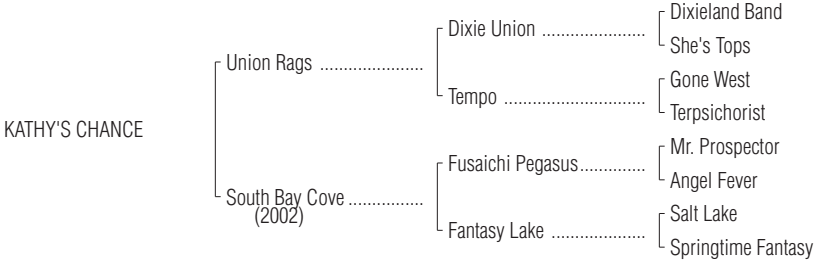 Dixieland Band
Dixie Union ......................
She's Tops
Union Rags ......................
Gone West
Tempo ..............................
Terpsichorist
KATHY'S CHANCE
Mr. Prospector
Fusaichi Pegasus..............
Angel Fever
South Bay Cove ................
(2002)
Salt Lake
Fantasy Lake ....................
Springtime Fantasy